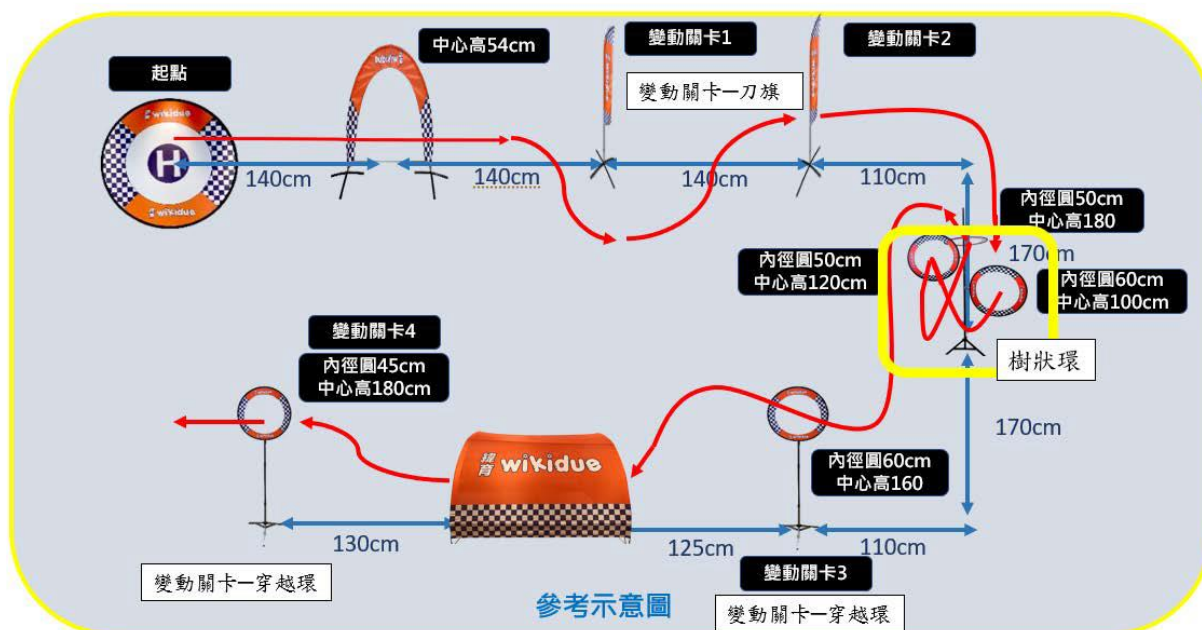 起點
中心高54cm
變動關卡1
變動關卡2
變動關卡—刀旗
wikidue
H
140cm
140cm
140cm
110cm
內徑圓50cm
中心高180
170cm
內徑圓50cm
中心高120cm
內徑圓60cm
中心高100cm
樹狀環
170cm
變動關卡4
內徑圓45cm
中心高180cm
緯育 wikidue
內徑圓60cm
中心高160
130cm
125cm
110cm
變動關卡3
變動關卡—穿越環
變動關卡—穿越環
參考示意圖